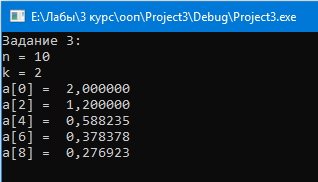 E:\Лабы\3 курс\ооп\Project3\Debug\Project3.exe
Задание 3:
n = 10
k = 2
a[0] =  2,000000
a[2] =  1,200000
a[4] =  0,588235
a[6] =  0,378378
a[8] =  0,276923